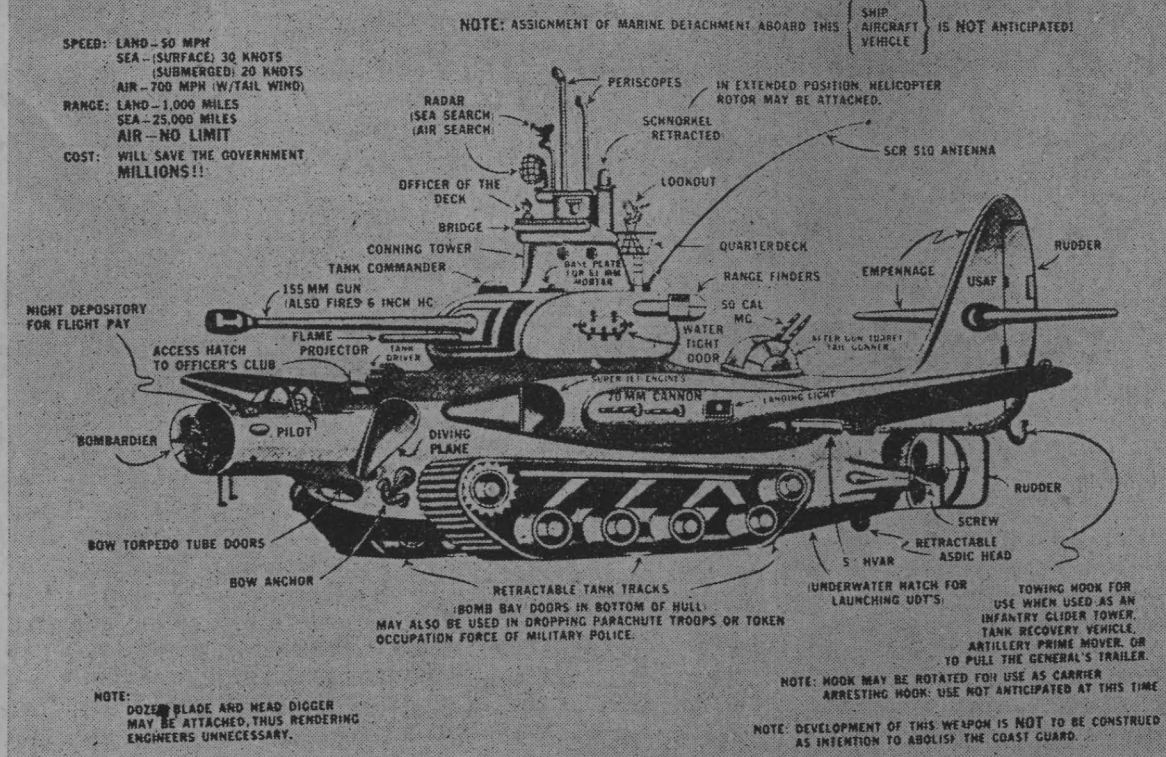 NOTE: ASSIGNMENT OF MARINE DETACHMENT ABOARD THIS
SHIP
AIRCRAFT
VEHICLE
IS NOT ANTICIPATED!
SPEED: LAND–50 MPH
SEA–(SURFACE) 30 KNOTS
(SUBMERGED) 20 KNOTS
AIR–700 MPH (W/TAIL WIND)
RANGE: LAND–1,000 MILES
SEA–25,000 MILES
AIR–NO LIMIT
COST: WILL SAVE THE GOVERNMENT
MILLIONS!!
PERISCOPES
IN EXTENDED POSITION, HELICOPTER
ROTOR MAY BE ATTACHED.
RADAR
(SEA SEARCH)
(AIR SEARCH)
SCHNORKEL
RETRACTED)
SCR 510 ANTENNA
OFFICER OF THE
DECK
LOOKOUT
BRIDGE
CONNING TOWER
QUARTERDECK
TANK COMMANDER
BASE PLATE
FOR 81 MM
MORTAR
RANGE FINDERS
EMPENNAGE
USAF
RUDDER
155 MM GUN
(ALSO FIRES 6 INCH HC
50 CAL
MG
NIGHT DEPOSITORY
FOR FLIGHT PAY
FLAME
PROJECTOR
TANK
DRIVER
WATER
TIGHT
DOOR
AFTER GUN TURRET
TAIL GUNNER
ACCESS HATCH
TO OFFICER'S CLUB
SUPER JET ENGINES
70 MM CANNON
LANDING LIGHT
BOMBARDIER
PILOT
DIVING
PLANE
RUDDER
SCREW
BOW TORPEDO TUBE DOORS
RETRACTABLE
ASDIC HEAD
5" HVAR
BOW ANCHOR
RETRACTABLE TANK TRACKS
(BOMB BAY DOORS IN BOTTOM OF HULL)
MAY ALSO BE USED IN DROPPING PARACHUTE TROOPS OR TOKEN
OCCUPATION FORCE OF MILITARY POLICE.
(UNDERWATER HATCH FOR
LAUNCHING UDT'S)
TOWING HOOK FOR
USE WHEN USED AS AN
INFANTRY GLIDER TOWER,
TANK RECOVERY VEHICLE,
ARTILLERY PRIME MOVER, OR
TO PULL THE GENERAL'S TRAILER.
NOTE: HOOK MAY BE ROTATED FOR USE AS CARRIER
ARRESTING HOOK: USE NOT ANTICIPATED AT THIS TIME
NOTE:
DOZER BLADE AND HEAD DIGGER
MAY BE ATTACHED, THUS RENDERING
ENGINEERS UNNECESSARY.
NOTE: DEVELOPMENT OF THIS WEAPON IS NOT TO BE CONSTRUED
AS INTENTION TO ABOLISH THE COAST GUARD.